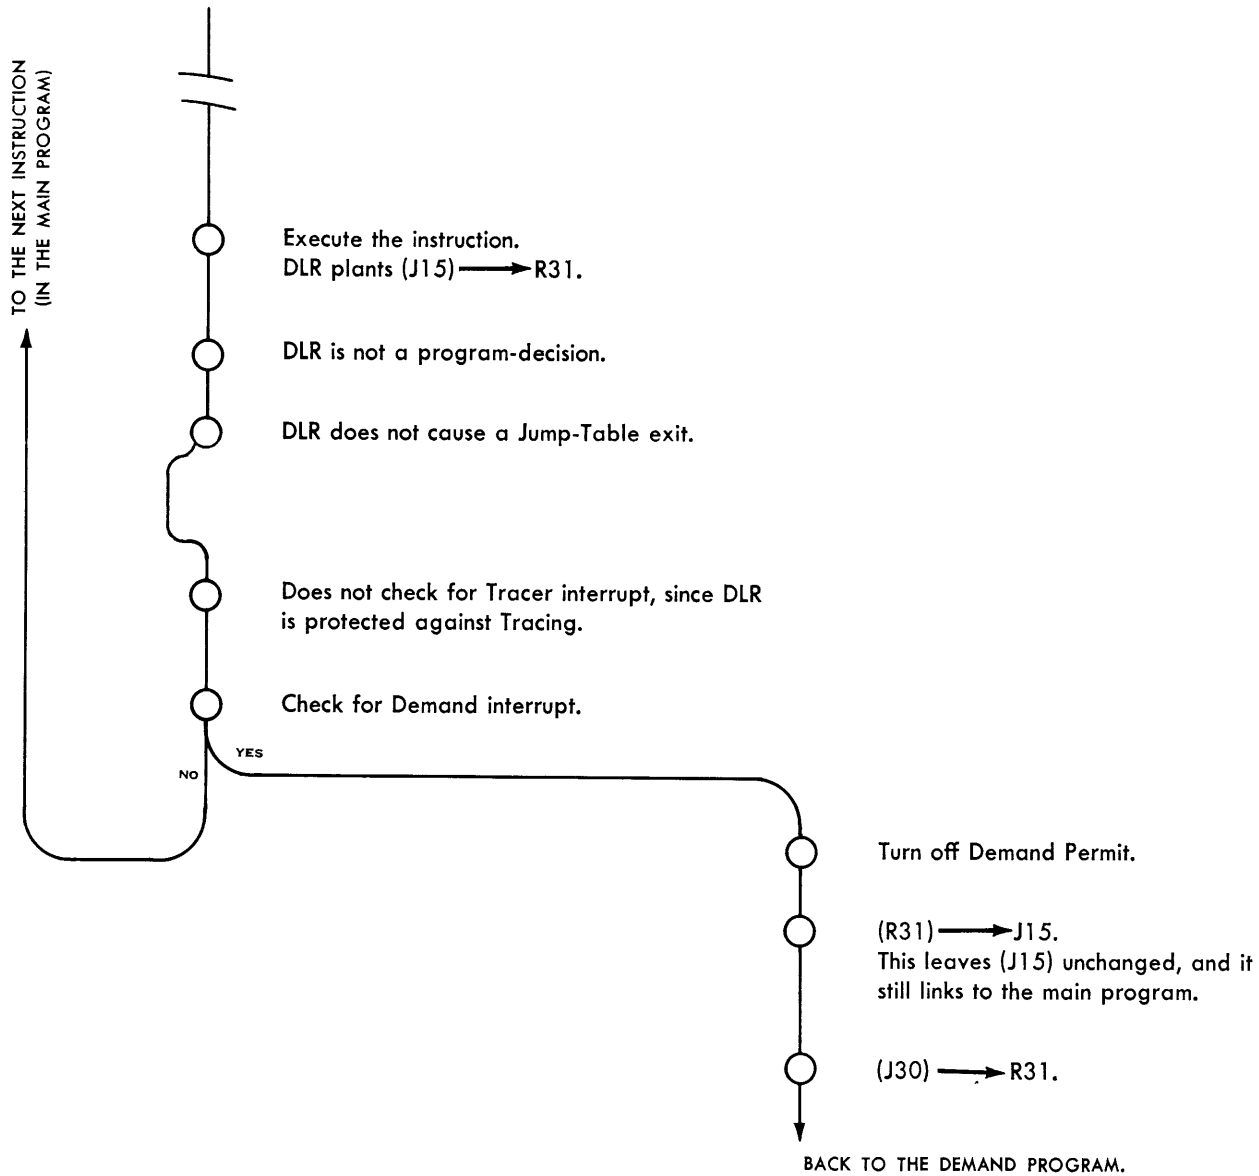 TO THE NEXT INSTRUCTION
(IN THE MAIN PROGRAM)
Execute the instruction.
DLR plants (J15) → R31.
DLR is not a program-decision.
DLR does not cause a Jump-Table exit.
Does not check for Tracer interrupt, since DLR
is protected against Tracing.
Check for Demand interrupt.
YES
NO
Turn off Demand Permit.
(R31) → J15.
This leaves (J15) unchanged, and it
still links to the main program.
(J30) → R31.
BACK TO THE DEMAND PROGRAM.